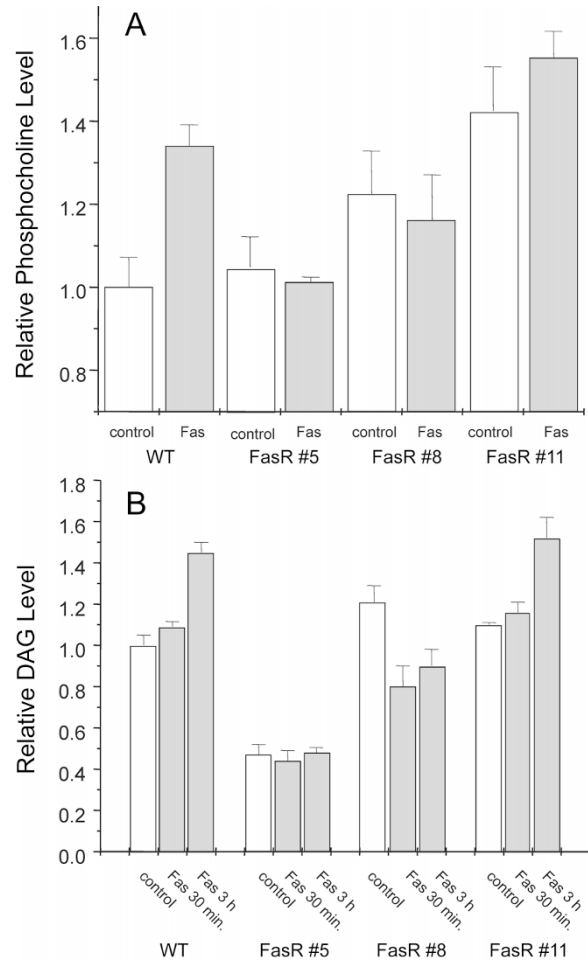 A
Relative Phosphocholine Level
1.6
1.4
1.2
1.0
0.8
control Fas control Fas control Fas control Fas
WT FasR #5 FasR #8 FasR #11
B
Relative DAG Level
1.8
1.6
1.4
1.2
1.0
0.8
0.6
0.4
0.2
0.0
control Fas 30 min. Fas 3 h control Fas 30 min. Fas 3 h control Fas 30 min. Fas 3 h control Fas 30 min. Fas 3 h
WT FasR #5 FasR #8 FasR #11